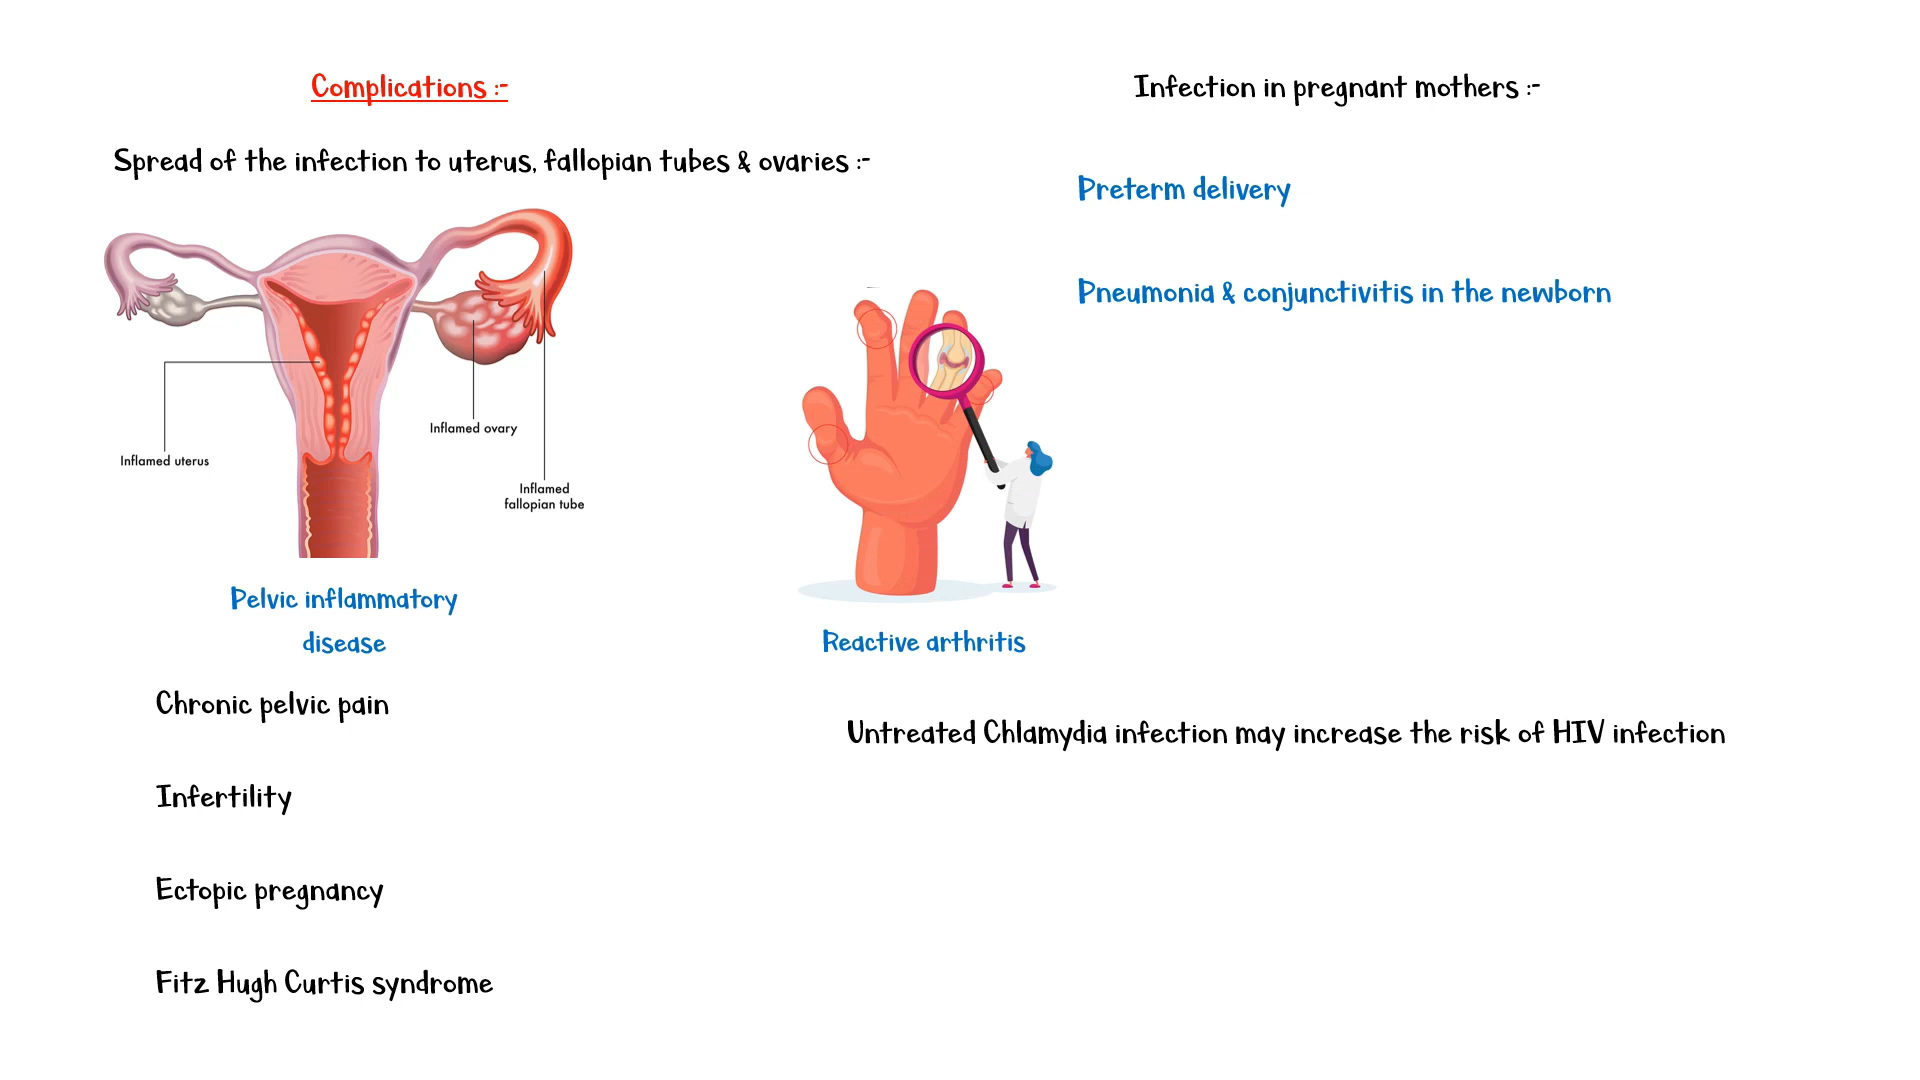 Complications :-
Spread of the infection to uterus, fallopian tubes & ovaries :-
Inflamed uterus
Inflamed ovary
Inflamed
fallopian tube
Pelvic inflammatory
disease
Chronic pelvic pain
Infertility
Ectopic pregnancy
Fitz Hugh Curtis syndrome
Reactive arthritis
Infection in pregnant mothers :-
Preterm delivery
Pneumonia & conjunctivitis in the newborn
Untreated Chlamydia infection may increase the risk of HIV infection